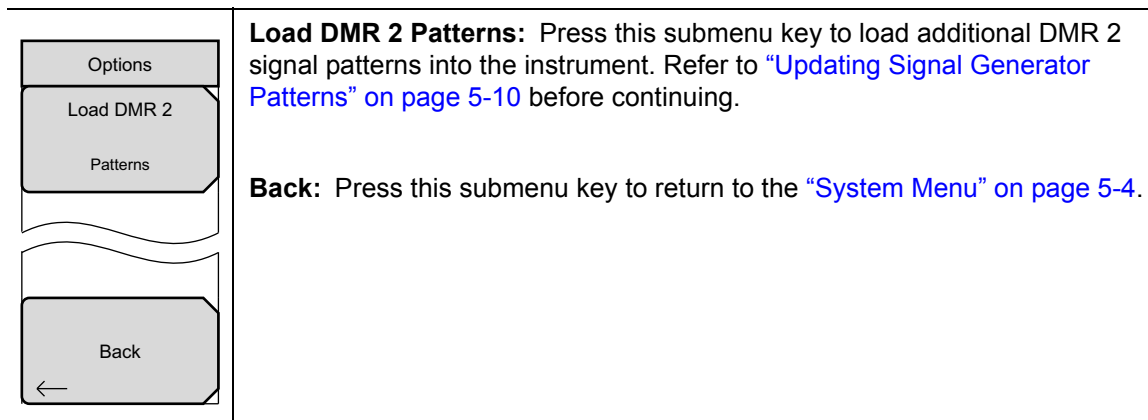 Options
Load DMR 2
Patterns
Back
Load DMR 2 Patterns: Press this submenu key to load additional DMR 2
signal patterns into the instrument. Refer to “Updating Signal Generator
Patterns” on page 5-10 before continuing.
Back: Press this submenu key to return to the “System Menu” on page 5-4.